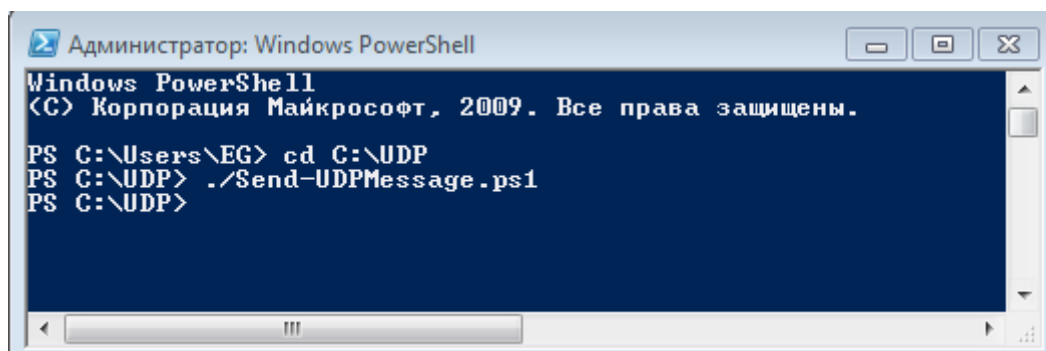 Администратор: Windows PowerShell
Windows PowerShell
(C) Корпорация Майкрософт, 2009. Все права защищены.
PS C:\Users\EG> cd C:\UDP
PS C:\UDP> ./Send-UDPMessage.ps1
PS C:\UDP>